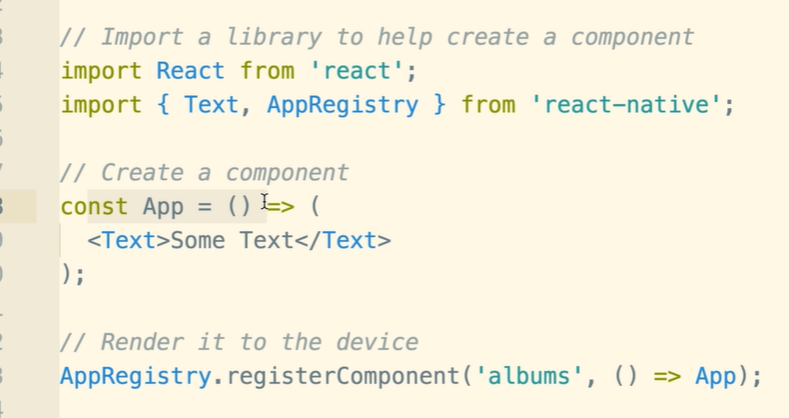 // Import a library to help create a component
import React from 'react';
import { Text, AppRegistry } from 'react-native';
// Create a component
const App = () => (
<Text>Some Text</Text>
);
// Render it to the device
AppRegistry.registerComponent('albums', () => App);